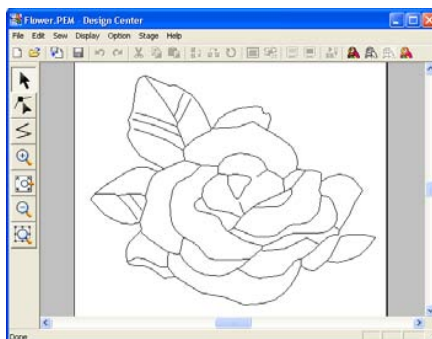 Flower.PEM - Design Center
File Edit Sew Display Option Stage Help
Done